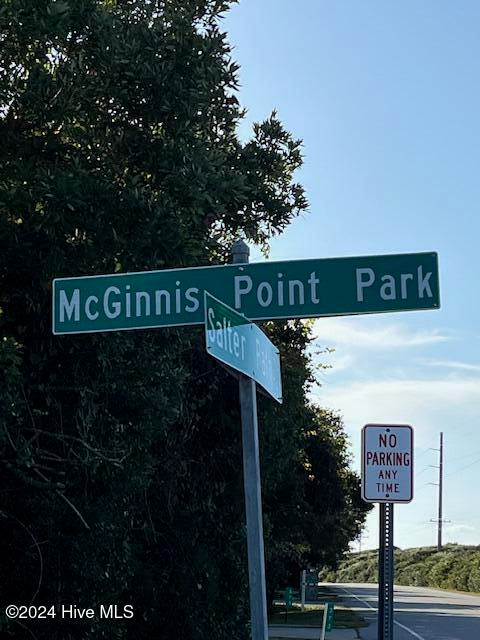 McGinnis Point Park
Salter
NO
PARKING
ANY
TIME
©2024 Hive MLS